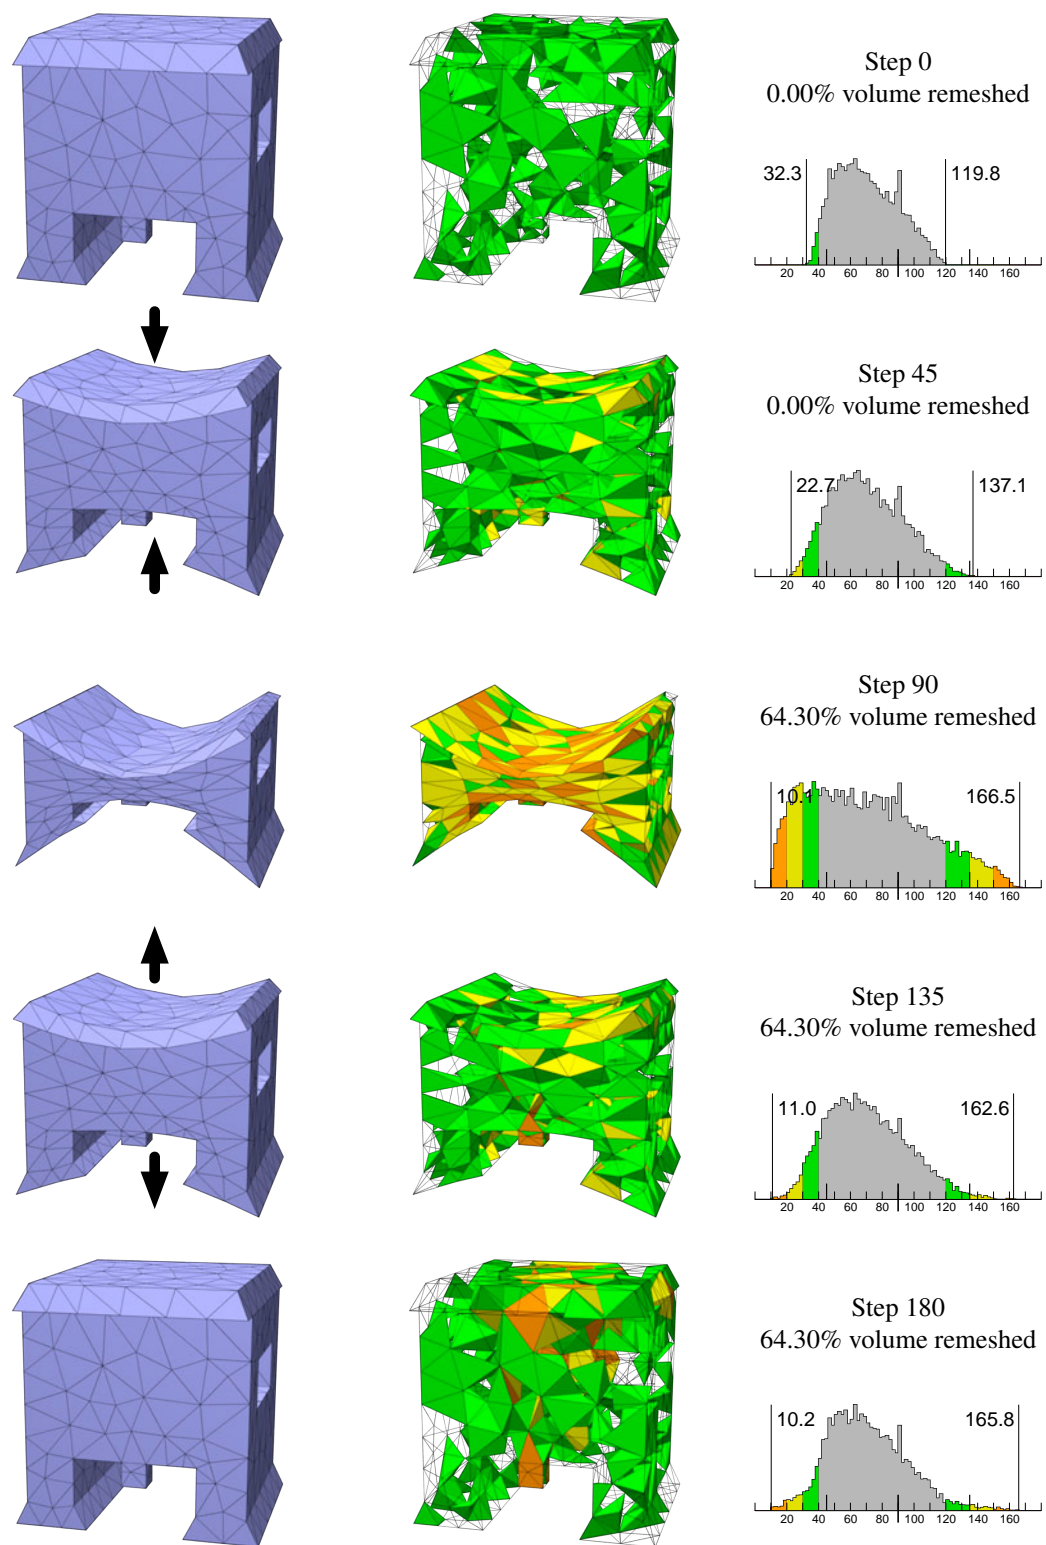 Step 0
0.00% volume remeshed
32.3 119.8
20 40 60 80 100 120 140 160
Step 45
0.00% volume remeshed
22.7 137.1
20 40 60 80 100 120 140 160
Step 90
64.30% volume remeshed
10.1 166.5
20 40 60 80 100 120 140 160
Step 135
64.30% volume remeshed
11.0 162.6
20 40 60 80 100 120 140 160
Step 180
64.30% volume remeshed
10.2 165.8
20 40 60 80 100 120 140 160